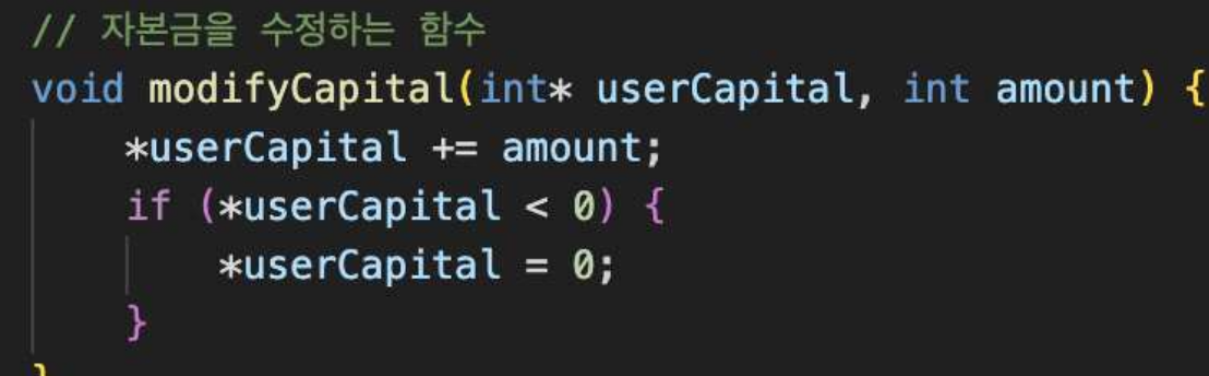 // 자본금을 수정하는 함수
void modifyCapital(int* userCapital, int amount) {
*userCapital += amount;
if (*userCapital < 0) {
*userCapital = 0;
}
}